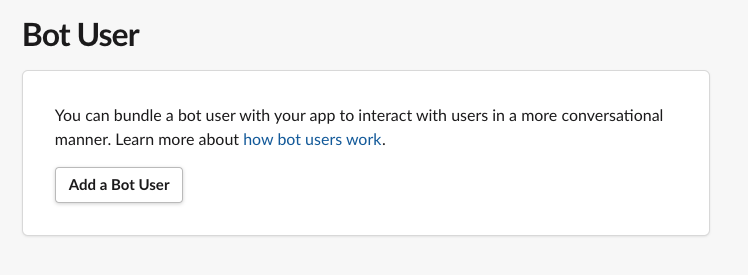 Bot User
You can bundle a bot user with your app to interact with users in a more conversational
manner. Learn more about how bot users work.
Add a Bot User